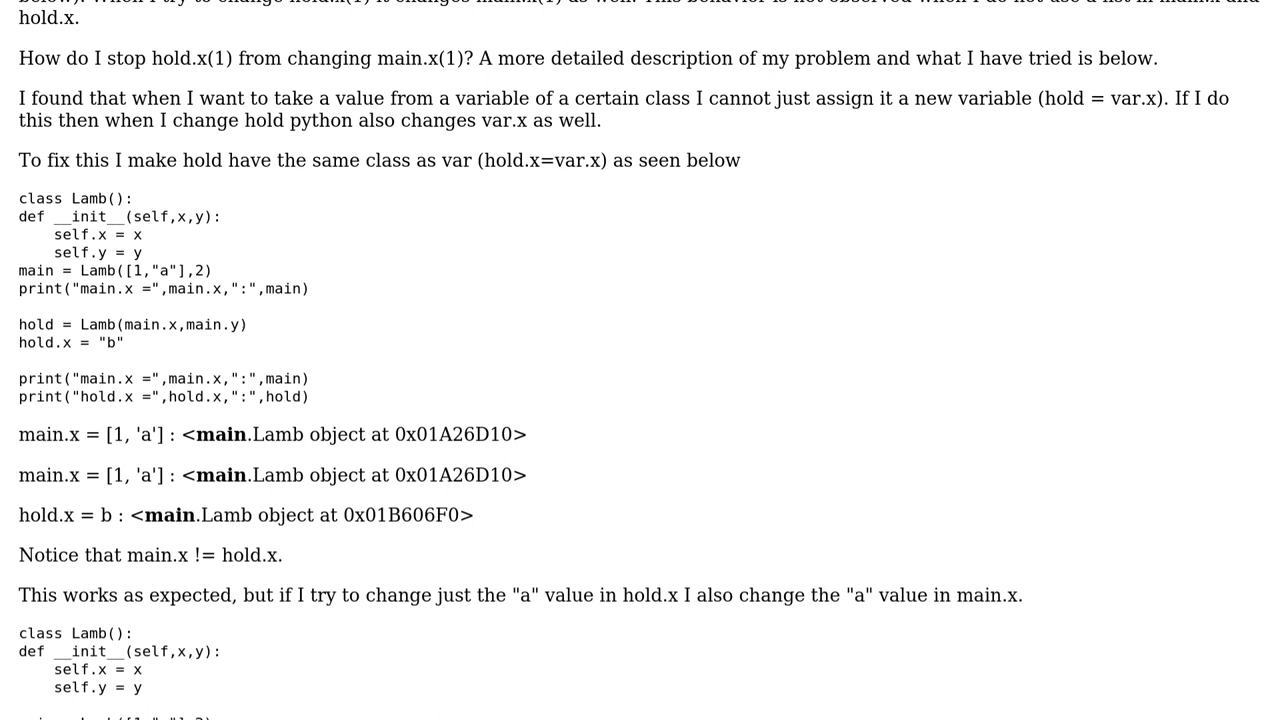 hold.x.
How do I stop hold.x(1) from changing main.x(1)? A more detailed description of my problem and what I have tried is below.
I found that when I want to take a value from a variable of a certain class I cannot just assign it a new variable (hold = var.x). If I do
this then when I change hold python also changes var.x as well.
To fix this I make hold have the same class as var (hold.x=var.x) as seen below
class Lamb():
def __init__(self,x,y):
    self.x = x
    self.y = y
main = Lamb([1,"a"],2)
print("main.x =",main.x,":",main)
hold = Lamb(main.x,main.y)
hold.x = "b"
print("main.x =",main.x,":",main)
print("hold.x =",hold.x,":",hold)
main.x = [1, 'a'] : <main.Lamb object at 0x01A26D10>
main.x = [1, 'a'] : <main.Lamb object at 0x01A26D10>
hold.x = b : <main.Lamb object at 0x01B606F0>
Notice that main.x != hold.x.
This works as expected, but if I try to change just the "a" value in hold.x I also change the "a" value in main.x.
class Lamb():
def __init__(self,x,y):
    self.x = x
    self.y = y